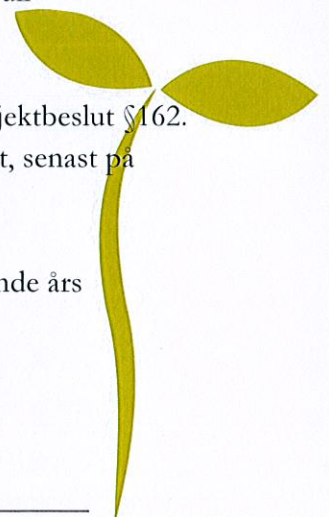 jektbeslut §162.
t, senast på
nde års